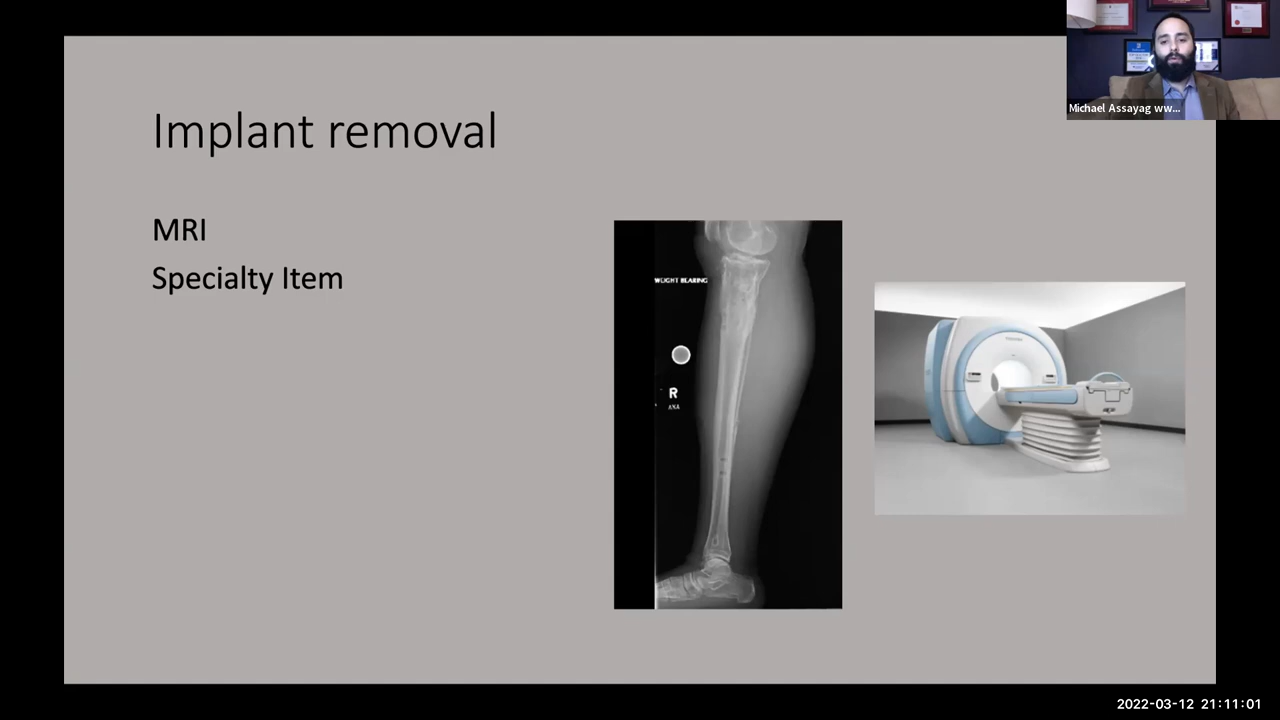 Implant removal
MRI
Specialty Item
WEIGHT BEARING
R
Michael Assayag ww...
2022-03-12 21:11:01